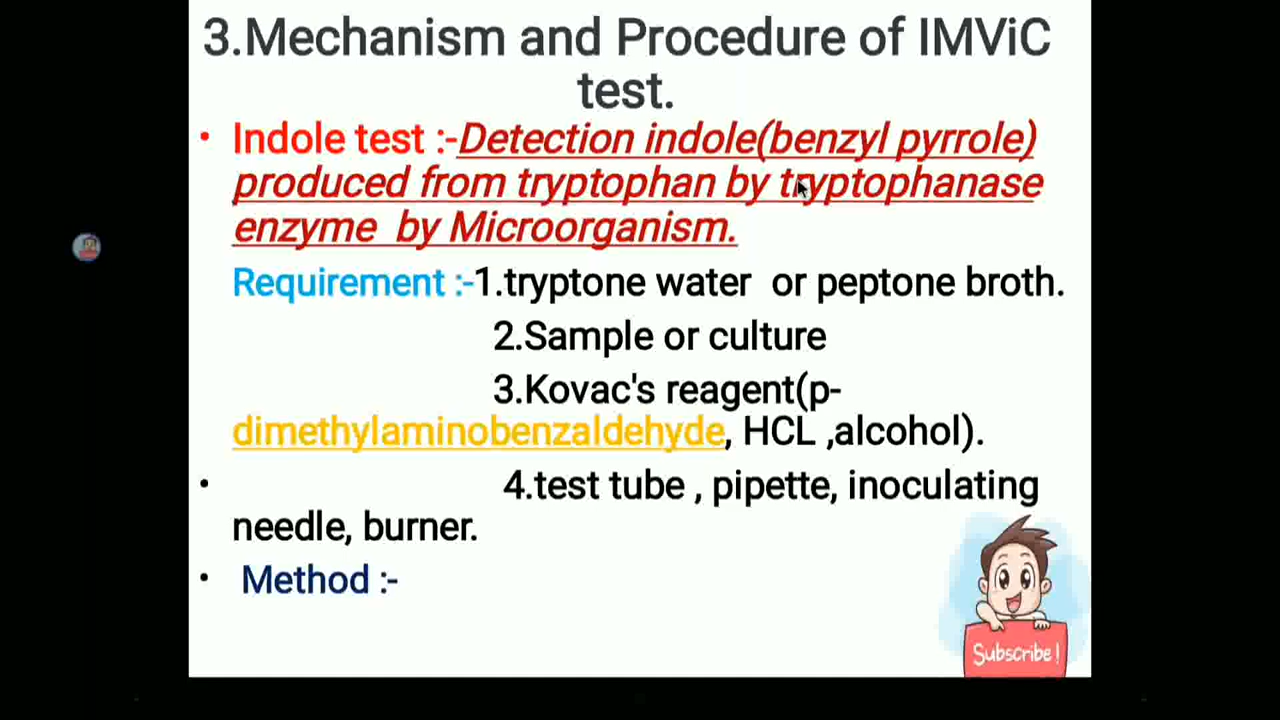 3.Mechanism and Procedure of IMViC
test.
• Indole test :-Detection indole(benzyl pyrrole)
produced from tryptophan by tryptophanase
enzyme by Microorganism.
Requirement :-1.tryptone water or peptone broth.
2.Sample or culture
3.Kovac's reagent(p-
dimethylaminobenzaldehyde, HCL ,alcohol).
• 4.test tube , pipette, inoculating
needle, burner.
• Method :-
Subscribe!